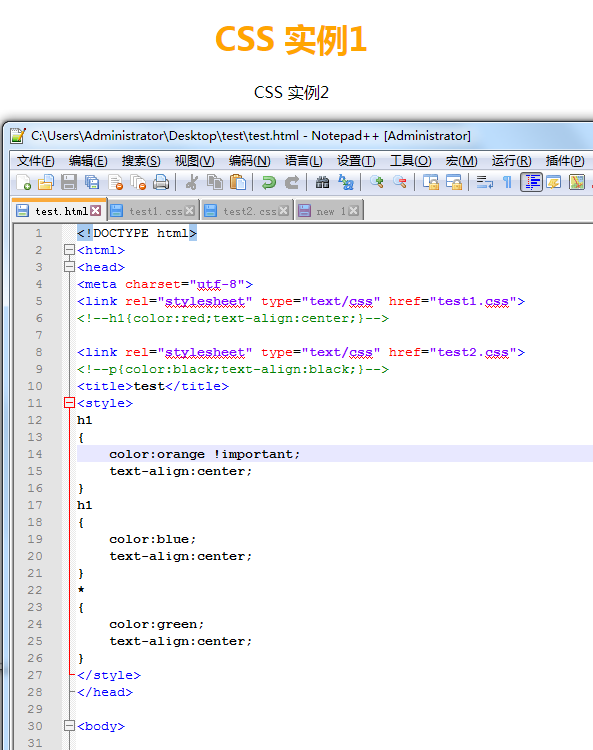 CSS 实例1
CSS 实例2
C:\Users\Administrator\Desktop\test\test.html - Notepad++ [Administrator]
文件(F) 编辑(E) 搜索(S) 视图(V) 编码(N) 语言(L) 设置(T) 工具(O) 宏(M) 运行(R) 插件(P)
test.html test1.css test2.css new 1
1 <!DOCTYPE html>
2 <html>
3 <head>
4 <meta charset="utf-8">
5 <link rel="stylesheet" type="text/css" href="test1.css">
6 <!--h1{color:red;text-align:center;}-->
7
8 <link rel="stylesheet" type="text/css" href="test2.css">
9 <!--p{color:black;text-align:black;}-->
10 <title>test</title>
11 <style>
12 h1
13 {
14 color:orange !important;
15 text-align:center;
16 }
17 h1
18 {
19 color:blue;
20 text-align:center;
21 }
22 *
23 {
24 color:green;
25 text-align:center;
26 }
27 </style>
28 </head>
29
30 <body>
31